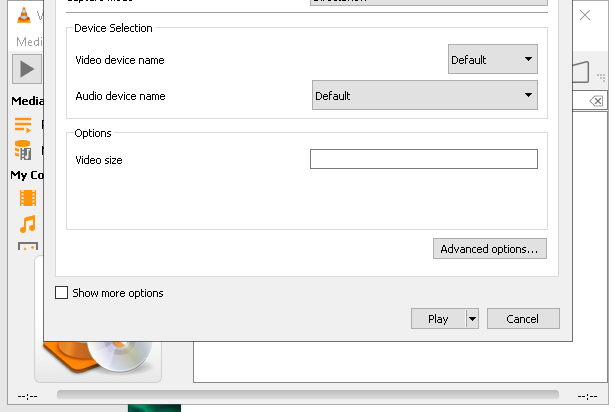 Medi
Device Selection
Video device name
Default
Audio device name
Default
Media
Options
Video size
My Co
Advanced options...
Show more options
Play
Cancel
--:--
--:--